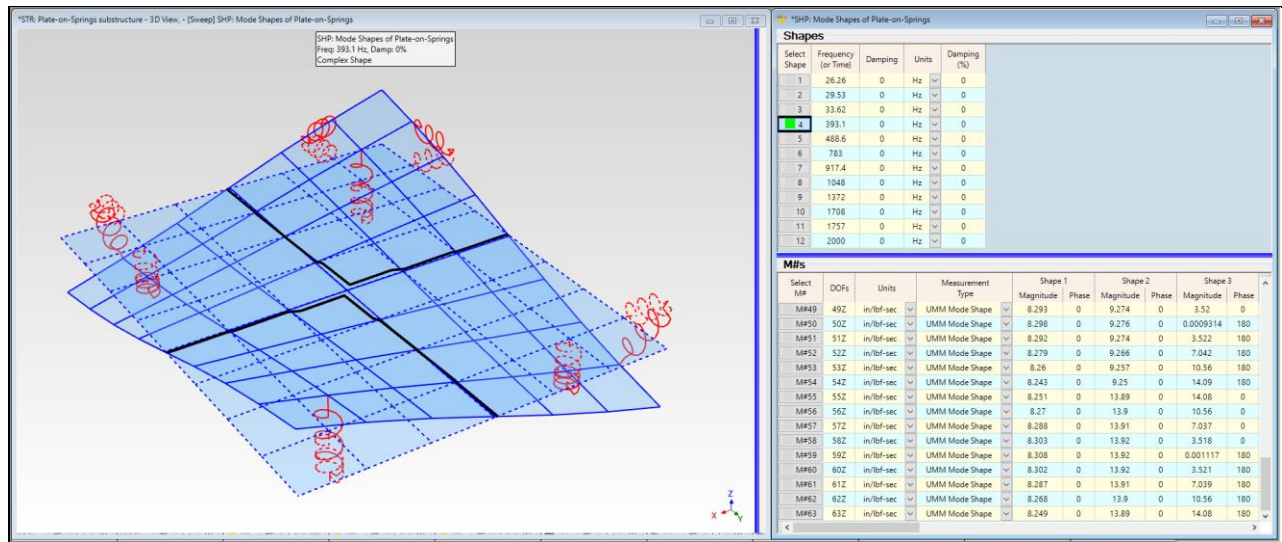 *STR: Plate-on-Springs substructure - 3D View, - [Sweep] SHP: Mode Shapes of Plate-on-Springs
SHP: Mode Shapes of Plate-on-Springs
Freq: 393.1 Hz, Damp: 0%
Complex Shape
Z
X
Y
*SHP: Mode Shapes of Plate-on-Springs
Shapes
Select Shape Frequency (or Time) Damping Units Damping (%)
1 26.26 0 Hz 0
2 29.53 0 Hz 0
3 33.62 0 Hz 0
4 393.1 0 Hz 0
5 488.6 0 Hz 0
6 783 0 Hz 0
7 917.4 0 Hz 0
8 1048 0 Hz 0
9 1372 0 Hz 0
10 1708 0 Hz 0
11 1757 0 Hz 0
12 2000 0 Hz 0
M#s
Select M# DOFs Units Measurement Type Shape 1 Shape 2 Shape 3
Magnitude Phase Magnitude Phase Magnitude Phase
M#49 49Z in/lbf-sec UMM Mode Shape 8.293 0 9.274 0 3.52 0
M#50 50Z in/lbf-sec UMM Mode Shape 8.298 0 9.276 0 0.0009314 180
M#51 51Z in/lbf-sec UMM Mode Shape 8.292 0 9.274 0 3.522 180
M#52 52Z in/lbf-sec UMM Mode Shape 8.279 0 9.266 0 7.042 180
M#53 53Z in/lbf-sec UMM Mode Shape 8.26 0 9.257 0 10.56 180
M#54 54Z in/lbf-sec UMM Mode Shape 8.243 0 9.25 0 14.09 180
M#55 55Z in/lbf-sec UMM Mode Shape 8.251 0 13.89 0 14.08 0
M#56 56Z in/lbf-sec UMM Mode Shape 8.27 0 13.9 0 10.56 0
M#57 57Z in/lbf-sec UMM Mode Shape 8.288 0 13.91 0 7.037 0
M#58 58Z in/lbf-sec UMM Mode Shape 8.303 0 13.92 0 3.518 0
M#59 59Z in/lbf-sec UMM Mode Shape 8.308 0 13.92 0 0.001117 180
M#60 60Z in/lbf-sec UMM Mode Shape 8.302 0 13.92 0 3.521 180
M#61 61Z in/lbf-sec UMM Mode Shape 8.287 0 13.91 0 7.039 180
M#62 62Z in/lbf-sec UMM Mode Shape 8.268 0 13.9 0 10.56 180
M#63 63Z in/lbf-sec UMM Mode Shape 8.249 0 13.89 0 14.08 180